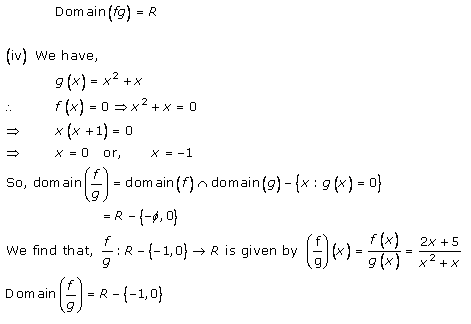 Domain(fg) = R
(iv) We have,
g(x) = x² + x
∴ f(x) = 0 ⇒ x² + x = 0
⇒ x(x + 1) = 0
⇒ x = 0 or, x = -1
So, domain(f/g) = domain(f) ∩ domain(g) – {x : g(x) = 0}
= R – {-ϕ, 0}
We find that, f/g : R – {-1, 0} → R is given by (f/g)(x) = f(x)/g(x) = (2x + 5)/(x² + x)
Domain(f/g) = R – {-1, 0}